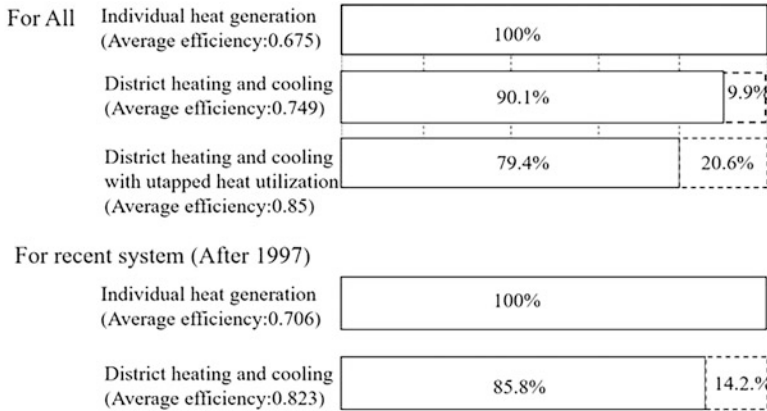 For All
Individual heat generation
(Average efficiency:0.675)
100%
District heating and cooling
(Average efficiency:0.749)
90.1%
9.9%
District heating and cooling
with utapped heat utilization
(Average efficiency:0.85)
79.4%
20.6%
For recent system (After 1997)
Individual heat generation
(Average efficiency:0.706)
100%
District heating and cooling
(Average efficiency:0.823)
85.8%
14.2.%